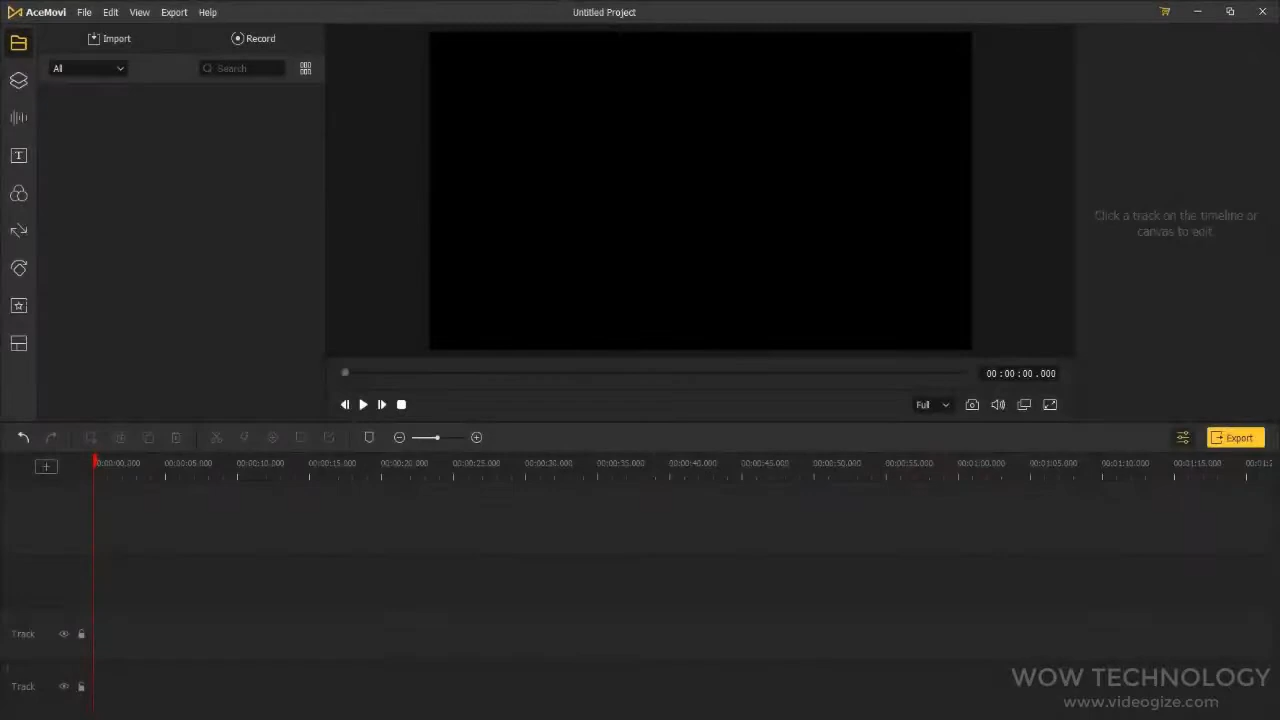 AceMovi File Edit View Export Help Untitled Project
Import Record
All Search
Click a track on the timeline or
canvas to edit
00:00:00.000
Full
Export
00:00:00.000 00:00:05.000 00:00:10.000 00:00:15.000 00:00:20.000 00:00:25.000 00:00:30.000 00:00:35.000 00:00:40.000 00:00:45.000 00:00:50.000 00:00:55.000 00:01:00.000 00:01:05.000 00:01:10.000 00:01:15.000 00:01:2
Track
Track
WOW TECHNOLOGY
www.videogize.com